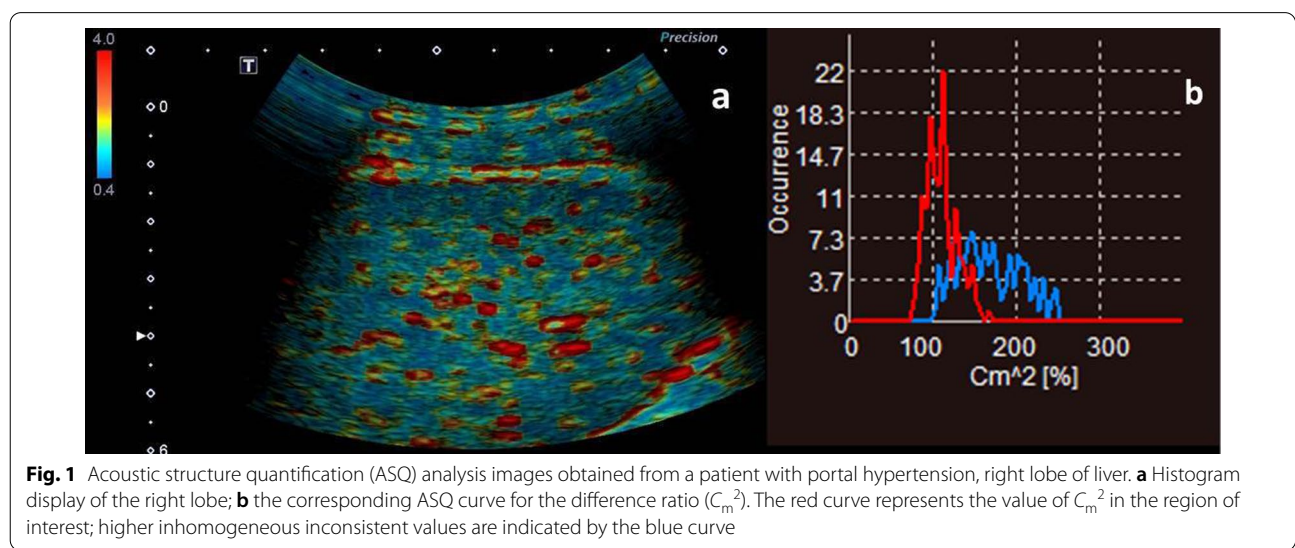 4.0
0.4
T
Precision
a
0
6
b
Occurrence
22
18.3
14.7
11
7.3
3.7
0
0 100 200 300
Cm^2 [%]
Fig. 1 Acoustic structure quantification (ASQ) analysis images obtained from a patient with portal hypertension, right lobe of liver. a Histogram
display of the right lobe; b the corresponding ASQ curve for the difference ratio (Cm²). The red curve represents the value of Cm² in the region of
interest; higher inhomogeneous inconsistent values are indicated by the blue curve